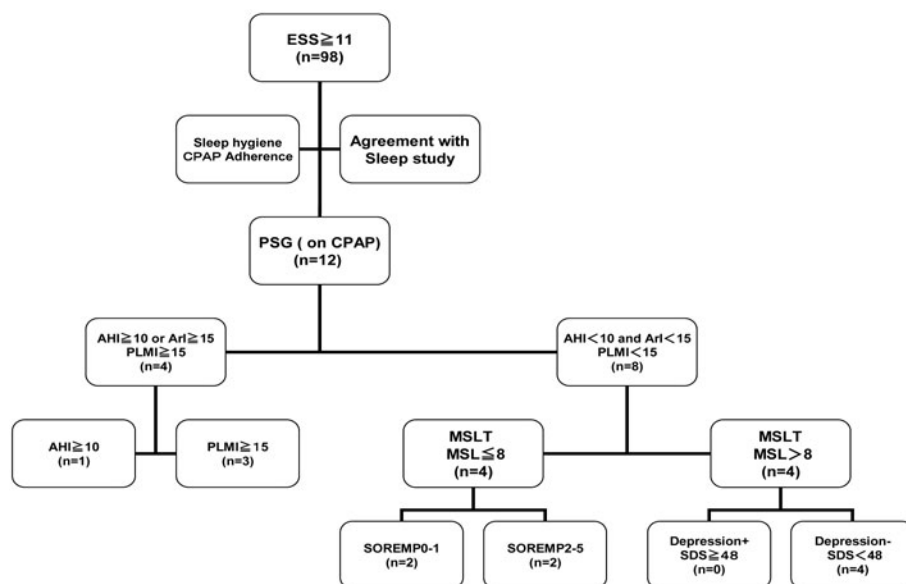 ESS≧11
(n=98)
Sleep hygiene
CPAP Adherence
Agreement with
Sleep study
PSG ( on CPAP)
(n=12)
AHI≧10 or ArI≧15
PLMI≧15
(n=4)
AHI<10 and ArI<15
PLMI<15
(n=8)
AHI≧10
(n=1)
PLMI≧15
(n=3)
MSLT
MSL≦8
(n=4)
MSLT
MSL>8
(n=4)
SOREMP0-1
(n=2)
SOREMP2-5
(n=2)
Depression+
SDS≧48
(n=0)
Depression-
SDS<48
(n=4)